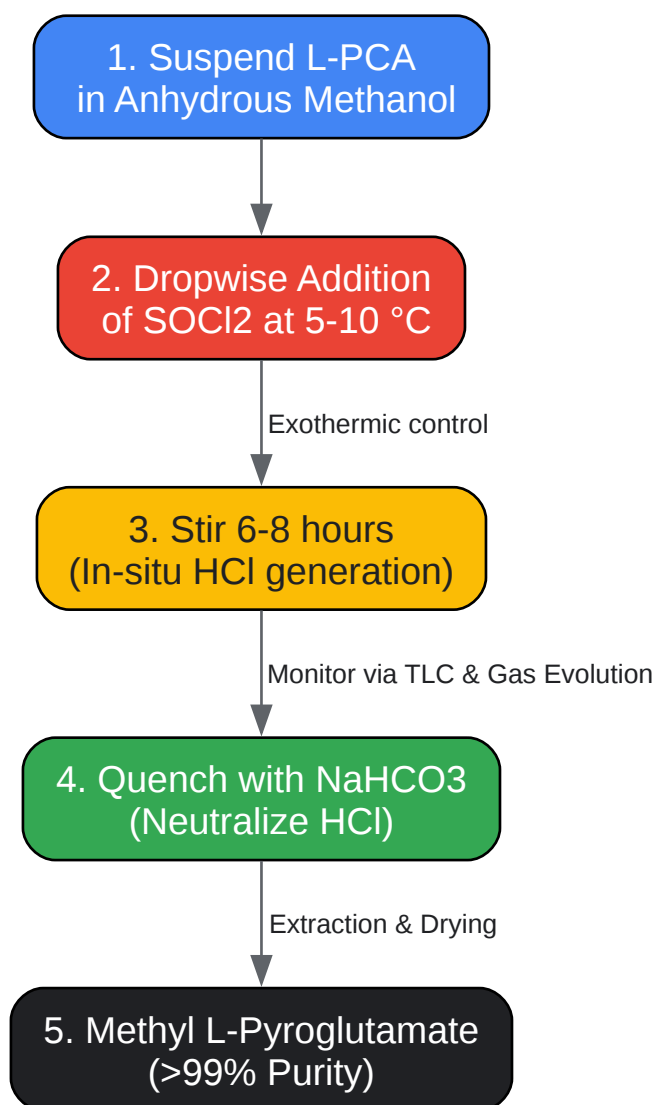 1. Suspend L-PCA
in Anhydrous Methanol
2. Dropwise Addition
of SOCl2 at 5-10 °C
Exothermic control
3. Stir 6-8 hours
(In-situ HCl generation)
Monitor via TLC & Gas Evolution
4. Quench with NaHCO3
(Neutralize HCl)
Extraction & Drying
5. Methyl L-Pyroglutamate
(>99% Purity)